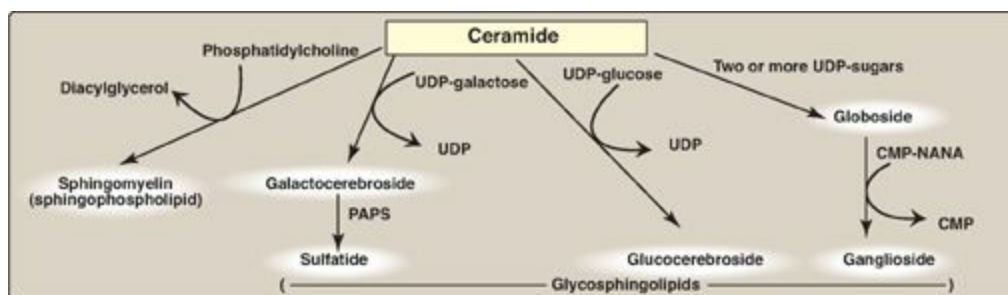 Ceramide
Phosphatidylcholine
Diacylglycerol
UDP-galactose
UDP
UDP-glucose
UDP
Two or more UDP-sugars
Globoside
CMP-NANA
CMP
Sphingomyelin
(sphingophospholipid)
Galactocerebroside
PAPS
Sulfatide
Glucocerebroside
Ganglioside
( Glycosphingolipids )